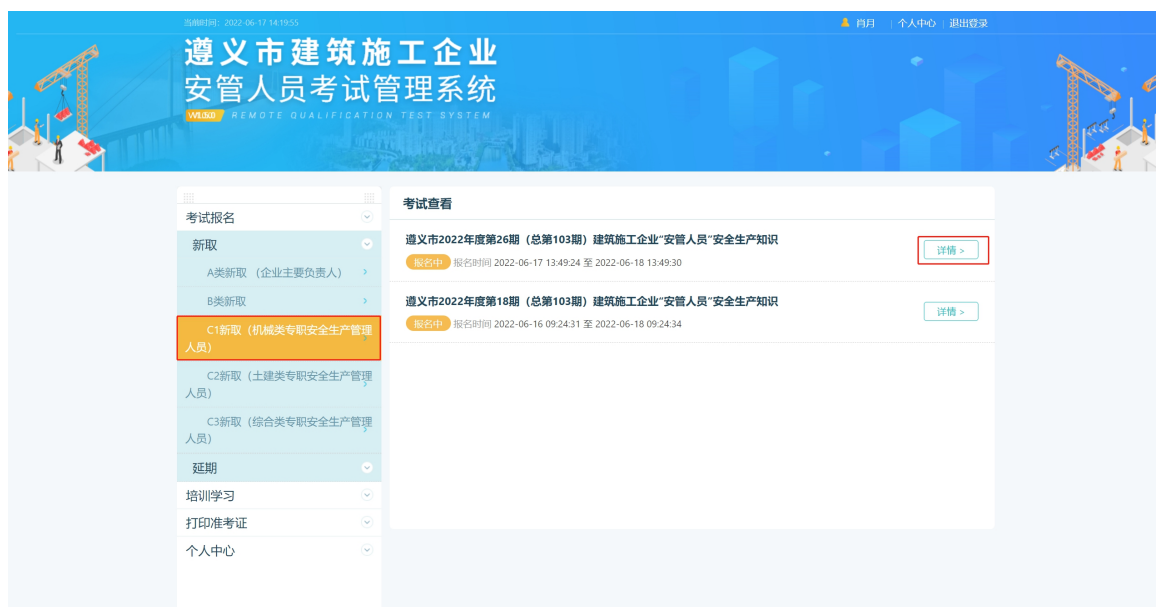 当前时间：2022-06-17 14:19:55
肖月
个人中心
退出登录
遵义市建筑施工企业
安管人员考试管理系统
REMOTE QUALIFICATION TEST SYSTEM
考试报名
新取
A类新取 （企业主要负责人）
B类新取
C1新取（机械类专职安全生产管理
人员）
C2新取（土建类专职安全生产管理
人员）
C3新取（综合类专职安全生产管理
人员）
延期
培训学习
打印准考证
个人中心
考试查看
遵义市2022年度第26期（总第103期）建筑施工企业“安管人员”安全生产知识
报名中 报名时间 2022-06-17 13:49:24 至 2022-06-18 13:49:30
详情 >
遵义市2022年度第18期（总第103期）建筑施工企业“安管人员”安全生产知识
报名中 报名时间 2022-06-16 09:24:31 至 2022-06-18 09:24:34
详情 >